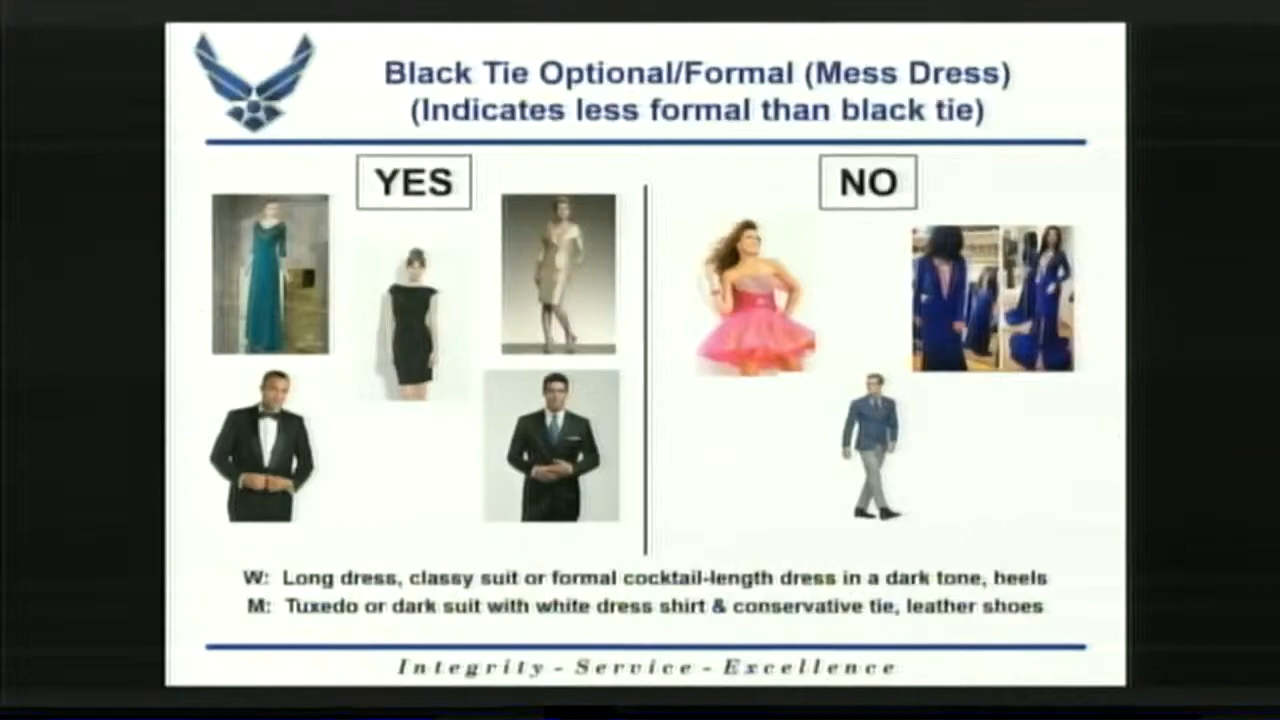 Black Tie Optional/Formal (Mess Dress)
(Indicates less formal than black tie)
YES
NO
W: Long dress, classy suit or formal cocktail-length dress in a dark tone, heels
M: Tuxedo or dark suit with white dress shirt & conservative tie, leather shoes
Integrity - Service - Excellence